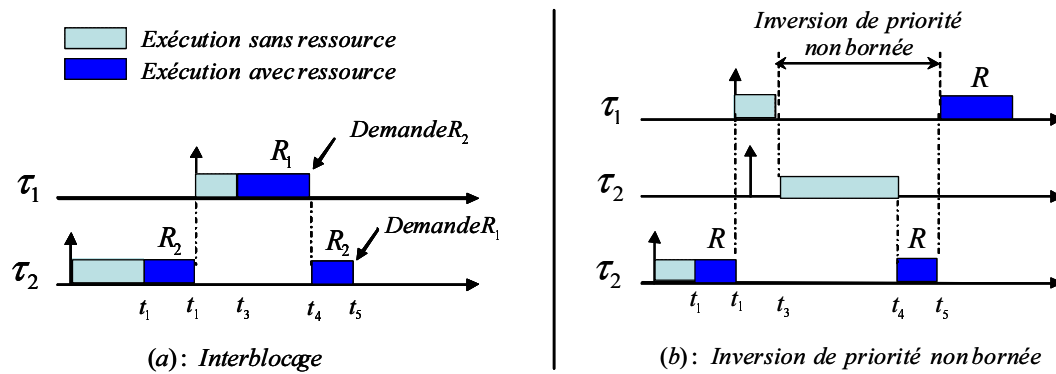 Exécution sans ressource
Exécution avec ressource
DemandeR2
R1
τ1
DemandeR1
R2
R2
τ2
t1 t1 t3 t4 t5
(a) : Interblocage
Inversion de priorité
non bornée
R
τ1
τ2
R
R
τ2
t1 t1 t3 t4 t5
(b) : Inversion de priorité non bornée